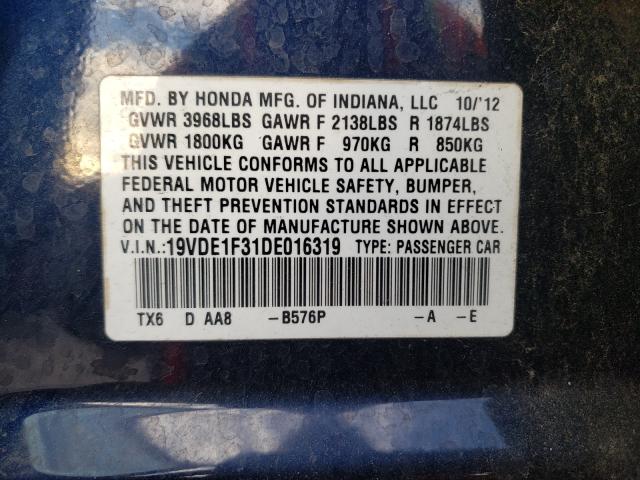 MFD. BY HONDA MFG. OF INDIANA, LLC 10/'12
GVWR 3968LBS GAWR F 2138LBS R 1874LBS
GVWR 1800KG GAWR F 970KG R 850KG
THIS VEHICLE CONFORMS TO ALL APPLICABLE
FEDERAL MOTOR VEHICLE SAFETY, BUMPER,
AND THEFT PREVENTION STANDARDS IN EFFECT
ON THE DATE OF MANUFACTURE SHOWN ABOVE.
V.I.N.:19VDE1F31DE016319 TYPE: PASSENGER CAR
TX6 D AA8 -B576P -A -E